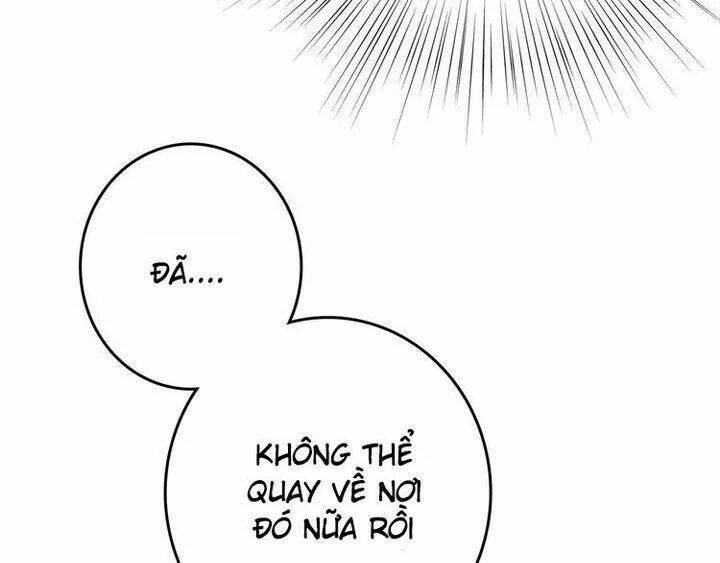 ĐÃ....
KHÔNG THỂ
QUAY VỀ NƠI
ĐÓ NỮA RỒI